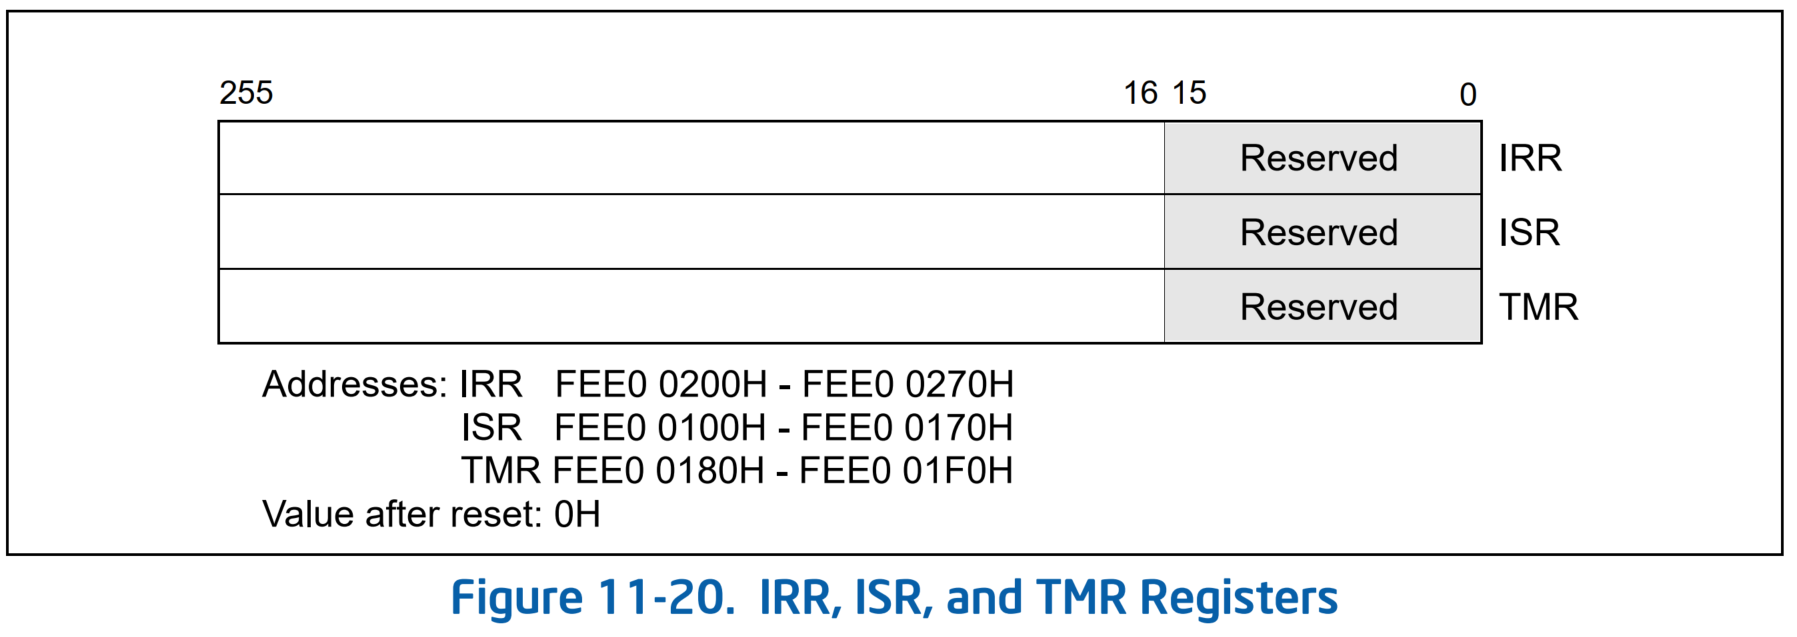 255 16 15 0
Reserved IRR
Reserved ISR
Reserved TMR
Addresses: IRR FEE0 0200H - FEE0 0270H
ISR FEE0 0100H - FEE0 0170H
TMR FEE0 0180H - FEE0 01F0H
Value after reset: 0H
Figure 11-20. IRR, ISR, and TMR Registers